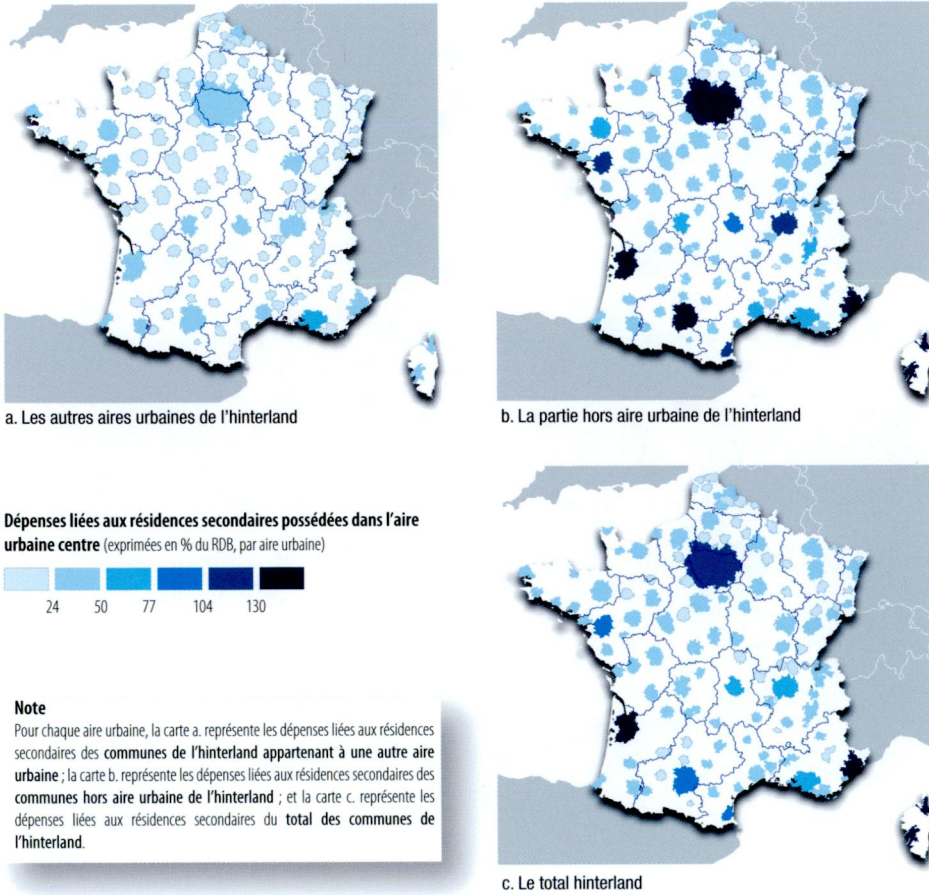 a. Les autres aires urbaines de l'hinterland
b. La partie hors aire urbaine de l'hinterland
Dépenses liées aux résidences secondaires possédées dans l'aire
urbaine centre (exprimées en % du RDB, par aire urbaine)
24 50 77 104 130
Note
Pour chaque aire urbaine, la carte a. représente les dépenses liées aux résidences
secondaires des communes de l'hinterland appartenant à une autre aire
urbaine ; la carte b. représente les dépenses liées aux résidences secondaires des
communes hors aire urbaine de l'hinterland ; et la carte c. représente les
dépenses liées aux résidences secondaires du total des communes de
l'hinterland.
c. Le total hinterland